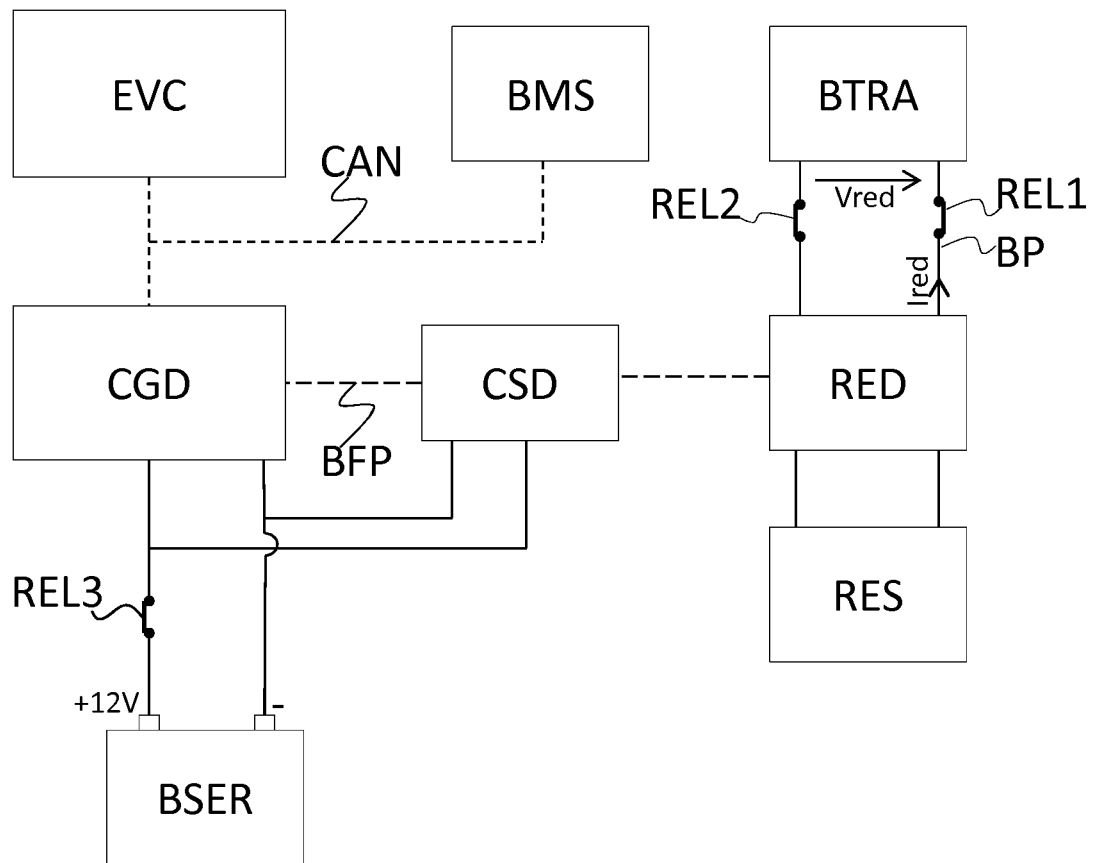 EVC
BMS
BTRA
CAN
REL2
Vred
REL1
BP
Ired
CGD
CSD
RED
BFP
REL3
RES
+12V
-
BSER